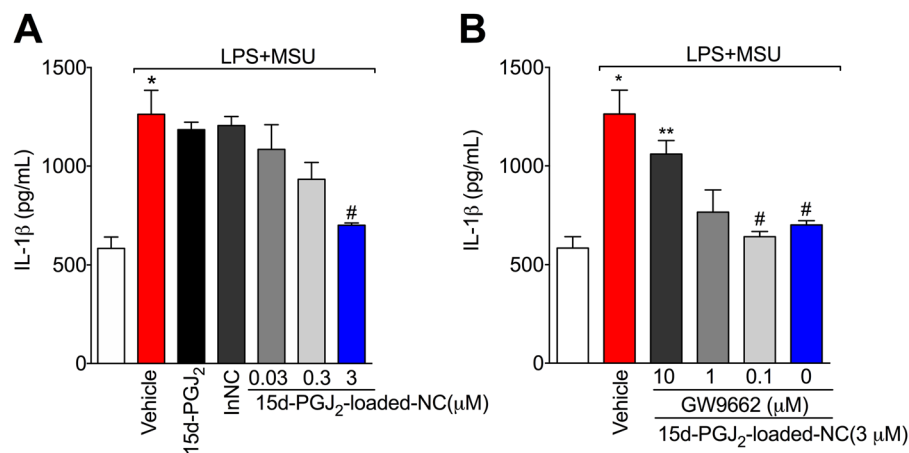 A
LPS+MSU
1500
*
1000
#
500
0
IL-1β (pg/mL)
Vehicle
15d-PGJ₂
InNC
0.03 0.3 3
15d-PGJ₂-loaded-NC(μM)
B
LPS+MSU
1500
*
**
1000
# #
500
0
IL-1β (pg/mL)
Vehicle
10 1 0.1 0
GW9662 (μM)
15d-PGJ₂-loaded-NC(3 μM)